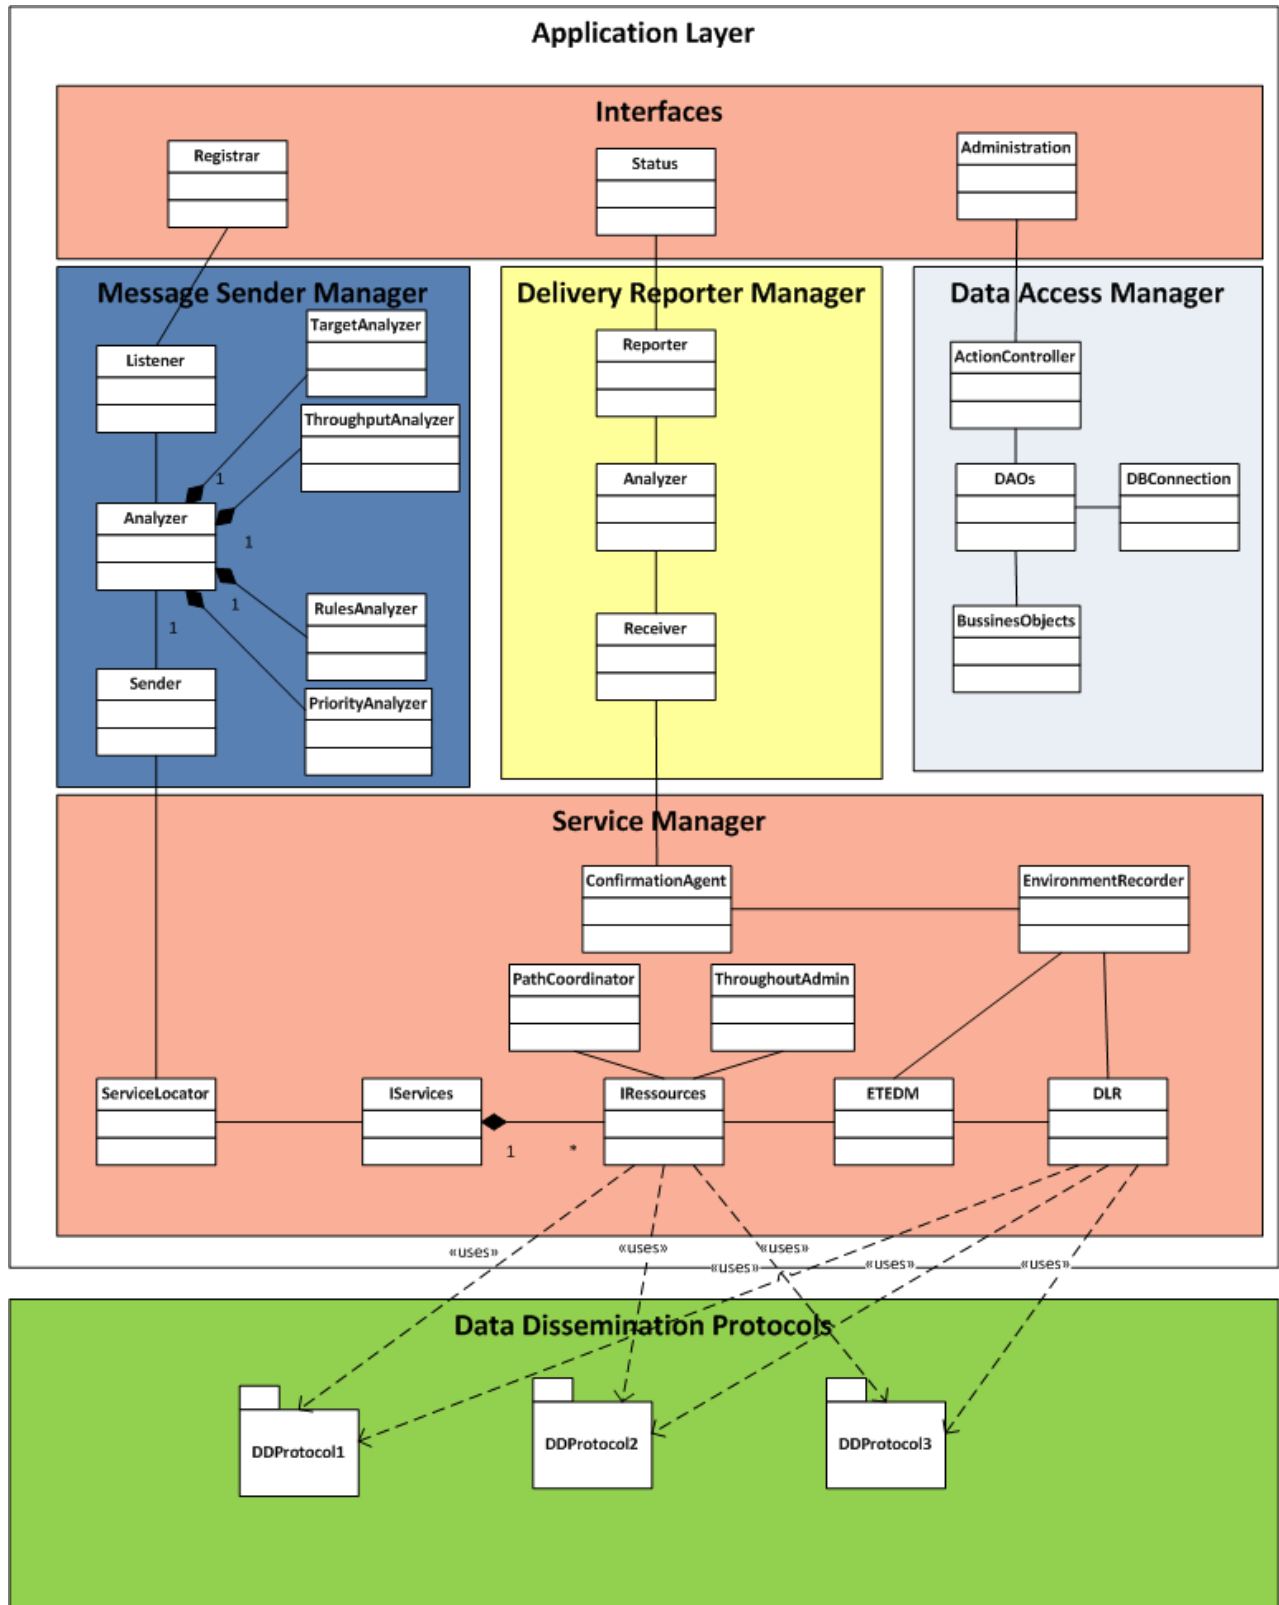 Application Layer
Interfaces
Registrar
Status
Administration
Message Sender Manager
Delivery Reporter Manager
Data Access Manager
TargetAnalyzer
Listener
ThroughputAnalyzer
1
Analyzer
1
RulesAnalyzer
1
1
Sender
PriorityAnalyzer
Reporter
Analyzer
Receiver
ActionController
DAOs
DBConnection
BussinesObjects
Service Manager
ConfirmationAgent
EnvironmentRecorder
PathCoordinator
ThroughoutAdmin
ServiceLocator
IServices
IRessources
ETEDM
DLR
1
*
«uses»
«uses»
«uses»
«uses»
«uses»
«uses»
Data Dissemination Protocols
DDProtocol1
DDProtocol2
DDProtocol3